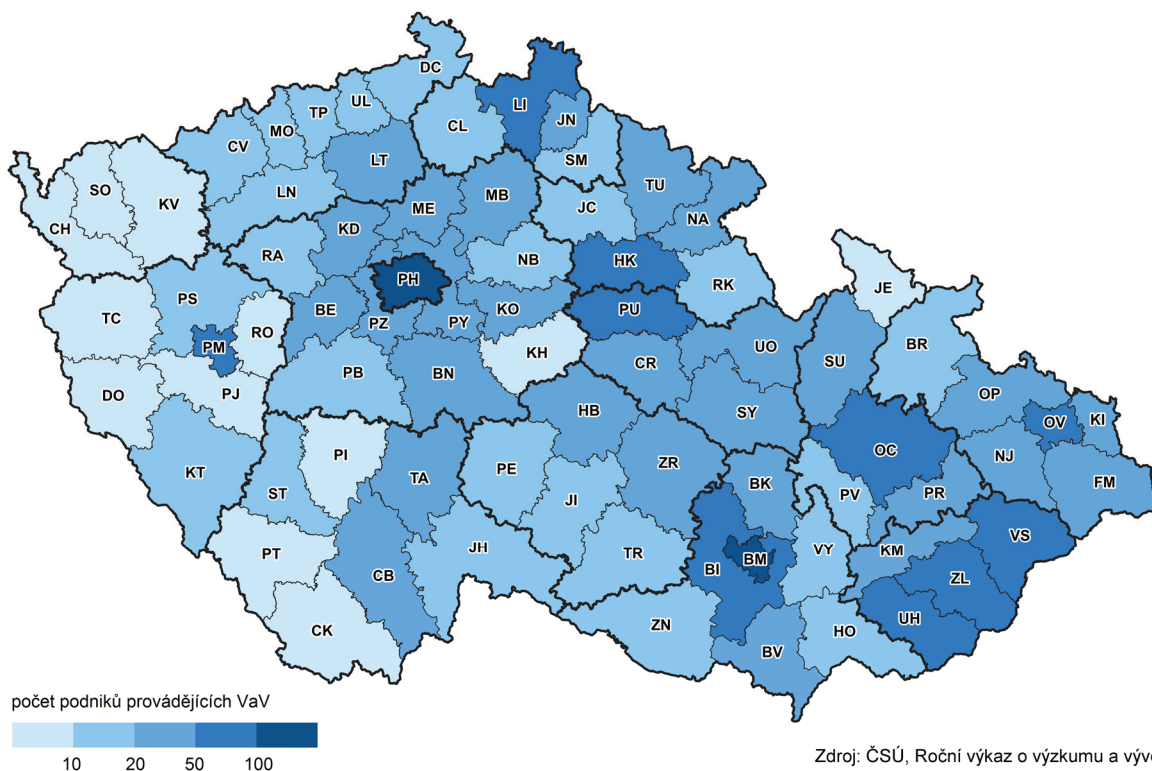 DC
LI
UL
TP
JN
CL
MO
CV
LT
SM
SO
LN
TU
MB
KV
ME
JC
NA
CH
KD
RA
NB
HK
PH
RK
JE
PS
BE
KO
PU
TC
RO
PZ
PY
BR
PM
UO
KH
SU
CR
PB
BN
DO
PJ
OP
HB
SY
KI
OV
OC
PI
NJ
ZR
KT
PE
TA
FM
BK
ST
PV
PR
JI
VS
JH
VY
KM
PT
TR
BM
BI
CB
ZL
UH
ZN
CK
HO
BV
počet podniků provádějících VaV
10 20 50 100
Zdroj: ČSÚ, Roční výkaz o výzkumu a vývo